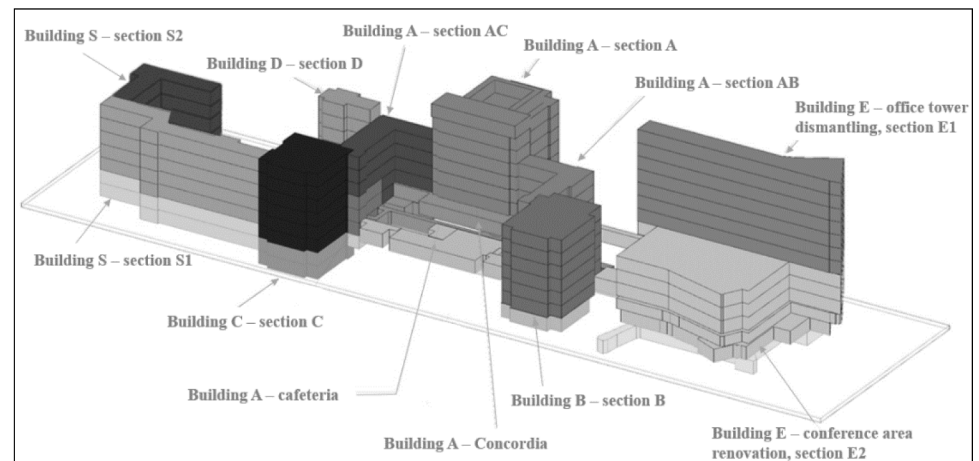 Building S – section S2
Building A – section AC
Building A – section A
Building D – section D
Building A – section AB
Building E – office tower
dismantling, section E1
Building S – section S1
Building C – section C
Building A – cafeteria
Building B – section B
Building A – Concordia
Building E – conference area
renovation, section E2